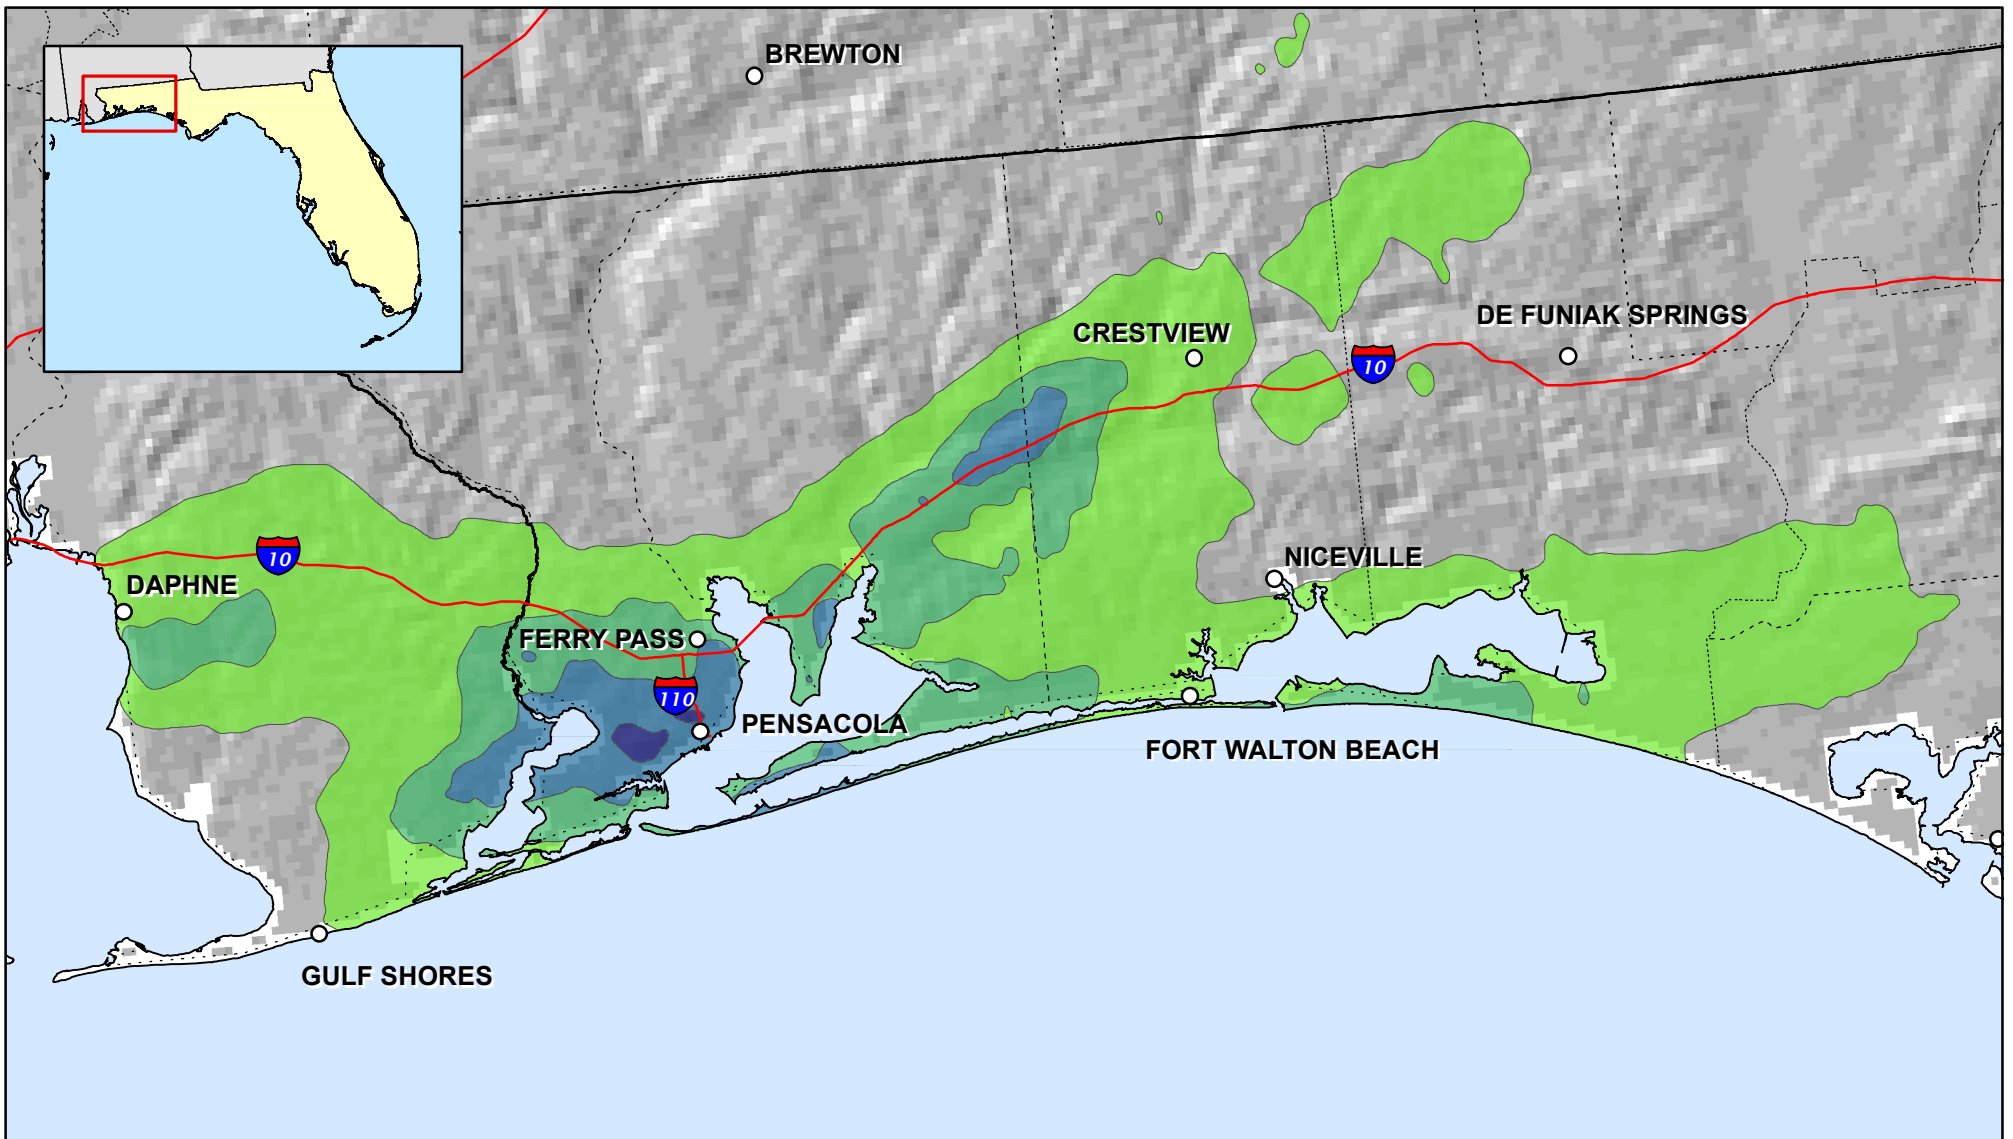 BREWTON
DE FUNIAK SPRINGS
CRESTVIEW
10
10
NICEVILLE
DAPHNE
FERRY PASS
110
PENSACOLA
FORT WALTON BEACH
GULF SHORES